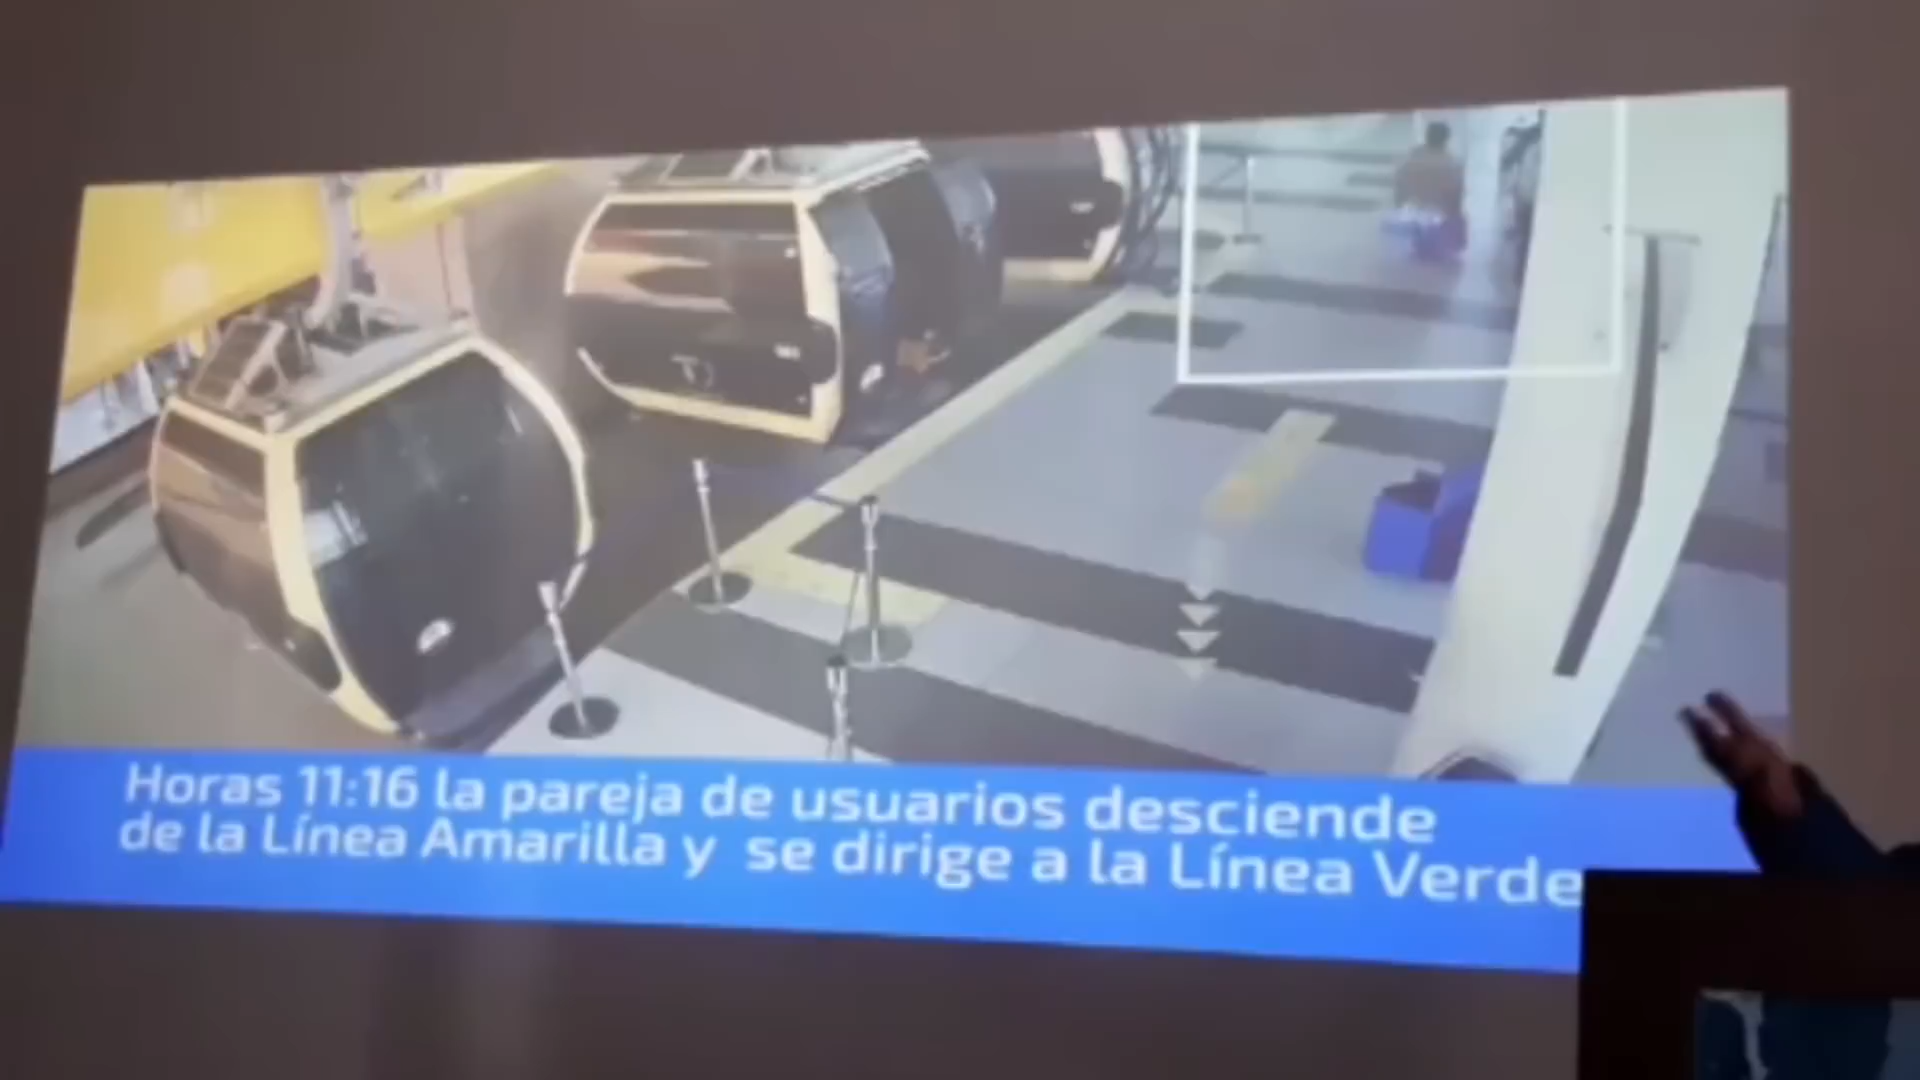 Horas 11:16 la pareja de usuarios desciende
de la Línea Amarilla y se dirige a la Línea Verde